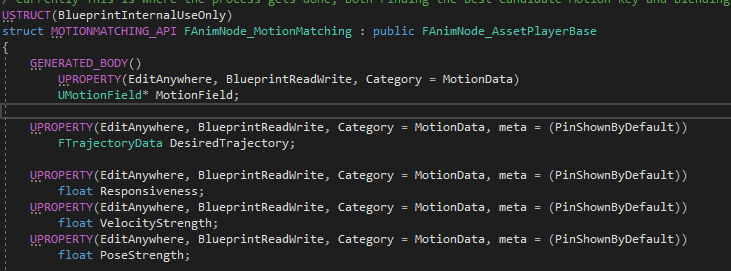 // Currently This is where the process gets done, both Finding the Best Candidate Motion Key and Blending
USTRUCT(BlueprintInternalUseOnly)
struct MOTIONMATCHING_API FAnimNode_MotionMatching : public FAnimNode_AssetPlayerBase
{
GENERATED_BODY()
UPROPERTY(EditAnywhere, BlueprintReadWrite, Category = MotionData)
UMotionField* MotionField;
UPROPERTY(EditAnywhere, BlueprintReadWrite, Category = MotionData, meta = (PinShownByDefault))
FTrajectoryData DesiredTrajectory;
UPROPERTY(EditAnywhere, BlueprintReadWrite, Category = MotionData, meta = (PinShownByDefault))
float Responsiveness;
UPROPERTY(EditAnywhere, BlueprintReadWrite, Category = MotionData, meta = (PinShownByDefault))
float VelocityStrength;
UPROPERTY(EditAnywhere, BlueprintReadWrite, Category = MotionData, meta = (PinShownByDefault))
float PoseStrength;